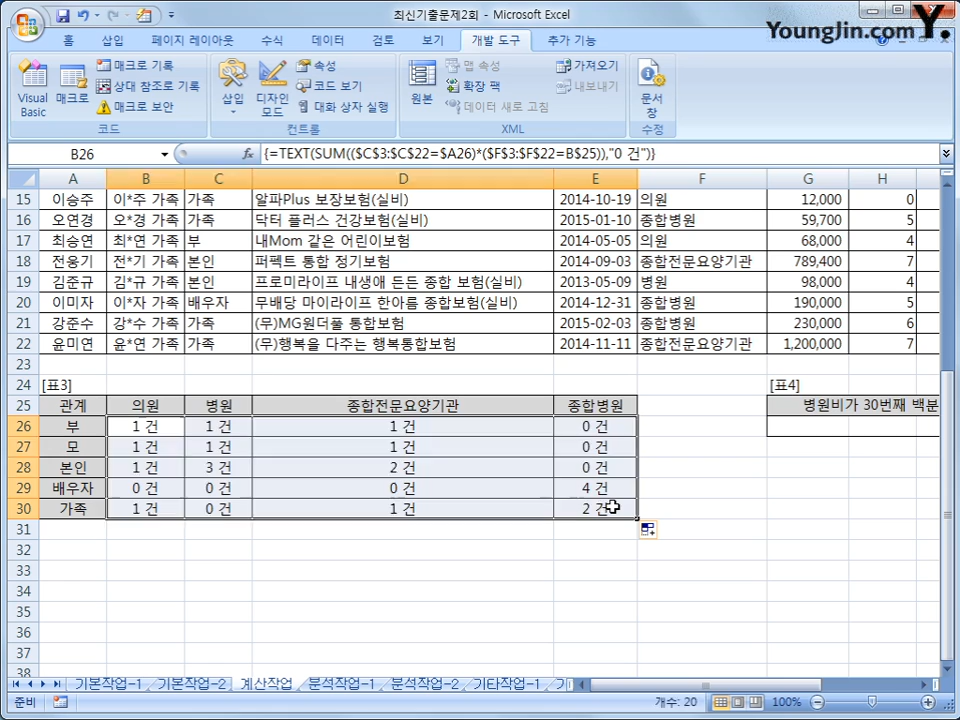 최신기출문제2회 - Microsoft Excel
YoungJin.com Y.
홈 삽입 페이지 레이아웃 수식 데이터 검토 보기 개발 도구 추가 기능
Visual Basic
매크로
매크로 기록
상대 참조로 기록
매크로 보안
코드
삽입
디자인 모드
속성
코드 보기
대화 상자 실행
컨트롤
원본
맵 속성
확장 팩
데이터 새로 고침
가져오기
내보내기
XML
문서 창
수정
B26 fx {=TEXT(SUM(($C$3:$C$22=$A26)*($F$3:$F$22=B$25)),"0 건")}
A B C D E F G H
15 이승주 이*주 가족 가족 알파Plus 보장보험(실비) 2014-10-19 의원 12,000 0
16 오연경 오*경 가족 가족 닥터 플러스 건강보험(실비) 2015-01-10 종합병원 59,700 5
17 최승연 최*연 가족 부 내Mom 같은 어린이보험 2014-05-05 의원 68,000 4
18 전웅기 전*기 가족 본인 퍼펙트 통합 정기보험 2014-09-03 종합전문요양기관 789,400 7
19 김준규 김*규 가족 본인 프로미라이프 내생애 든든 종합 보험(실비) 2013-05-09 병원 98,000 4
20 이미자 이*자 가족 배우자 무배당 마이라이프 한아름 종합보험(실비) 2014-12-31 종합병원 190,000 5
21 강준수 강*수 가족 가족 (무)MG원더풀 통합보험 2015-02-03 종합병원 230,000 6
22 윤미연 윤*연 가족 가족 (무)행복을 다주는 행복통합보험 2014-11-11 종합전문요양기관 1,200,000 7
23
24 [표3] [표4]
25 관계 의원 병원 종합전문요양기관 종합병원 병원비가 30번째 백분
26 부 1 건 1 건 1 건 0 건
27 모 1 건 1 건 1 건 0 건
28 본인 1 건 3 건 2 건 0 건
29 배우자 0 건 0 건 0 건 4 건
30 가족 1 건 0 건 1 건 2 건
31
32
33
34
35
36
37
38
기본작업-1 기본작업-2 계산작업 분석작업-1 분석작업-2 기타작업-1 기
준비 개수: 20 100%